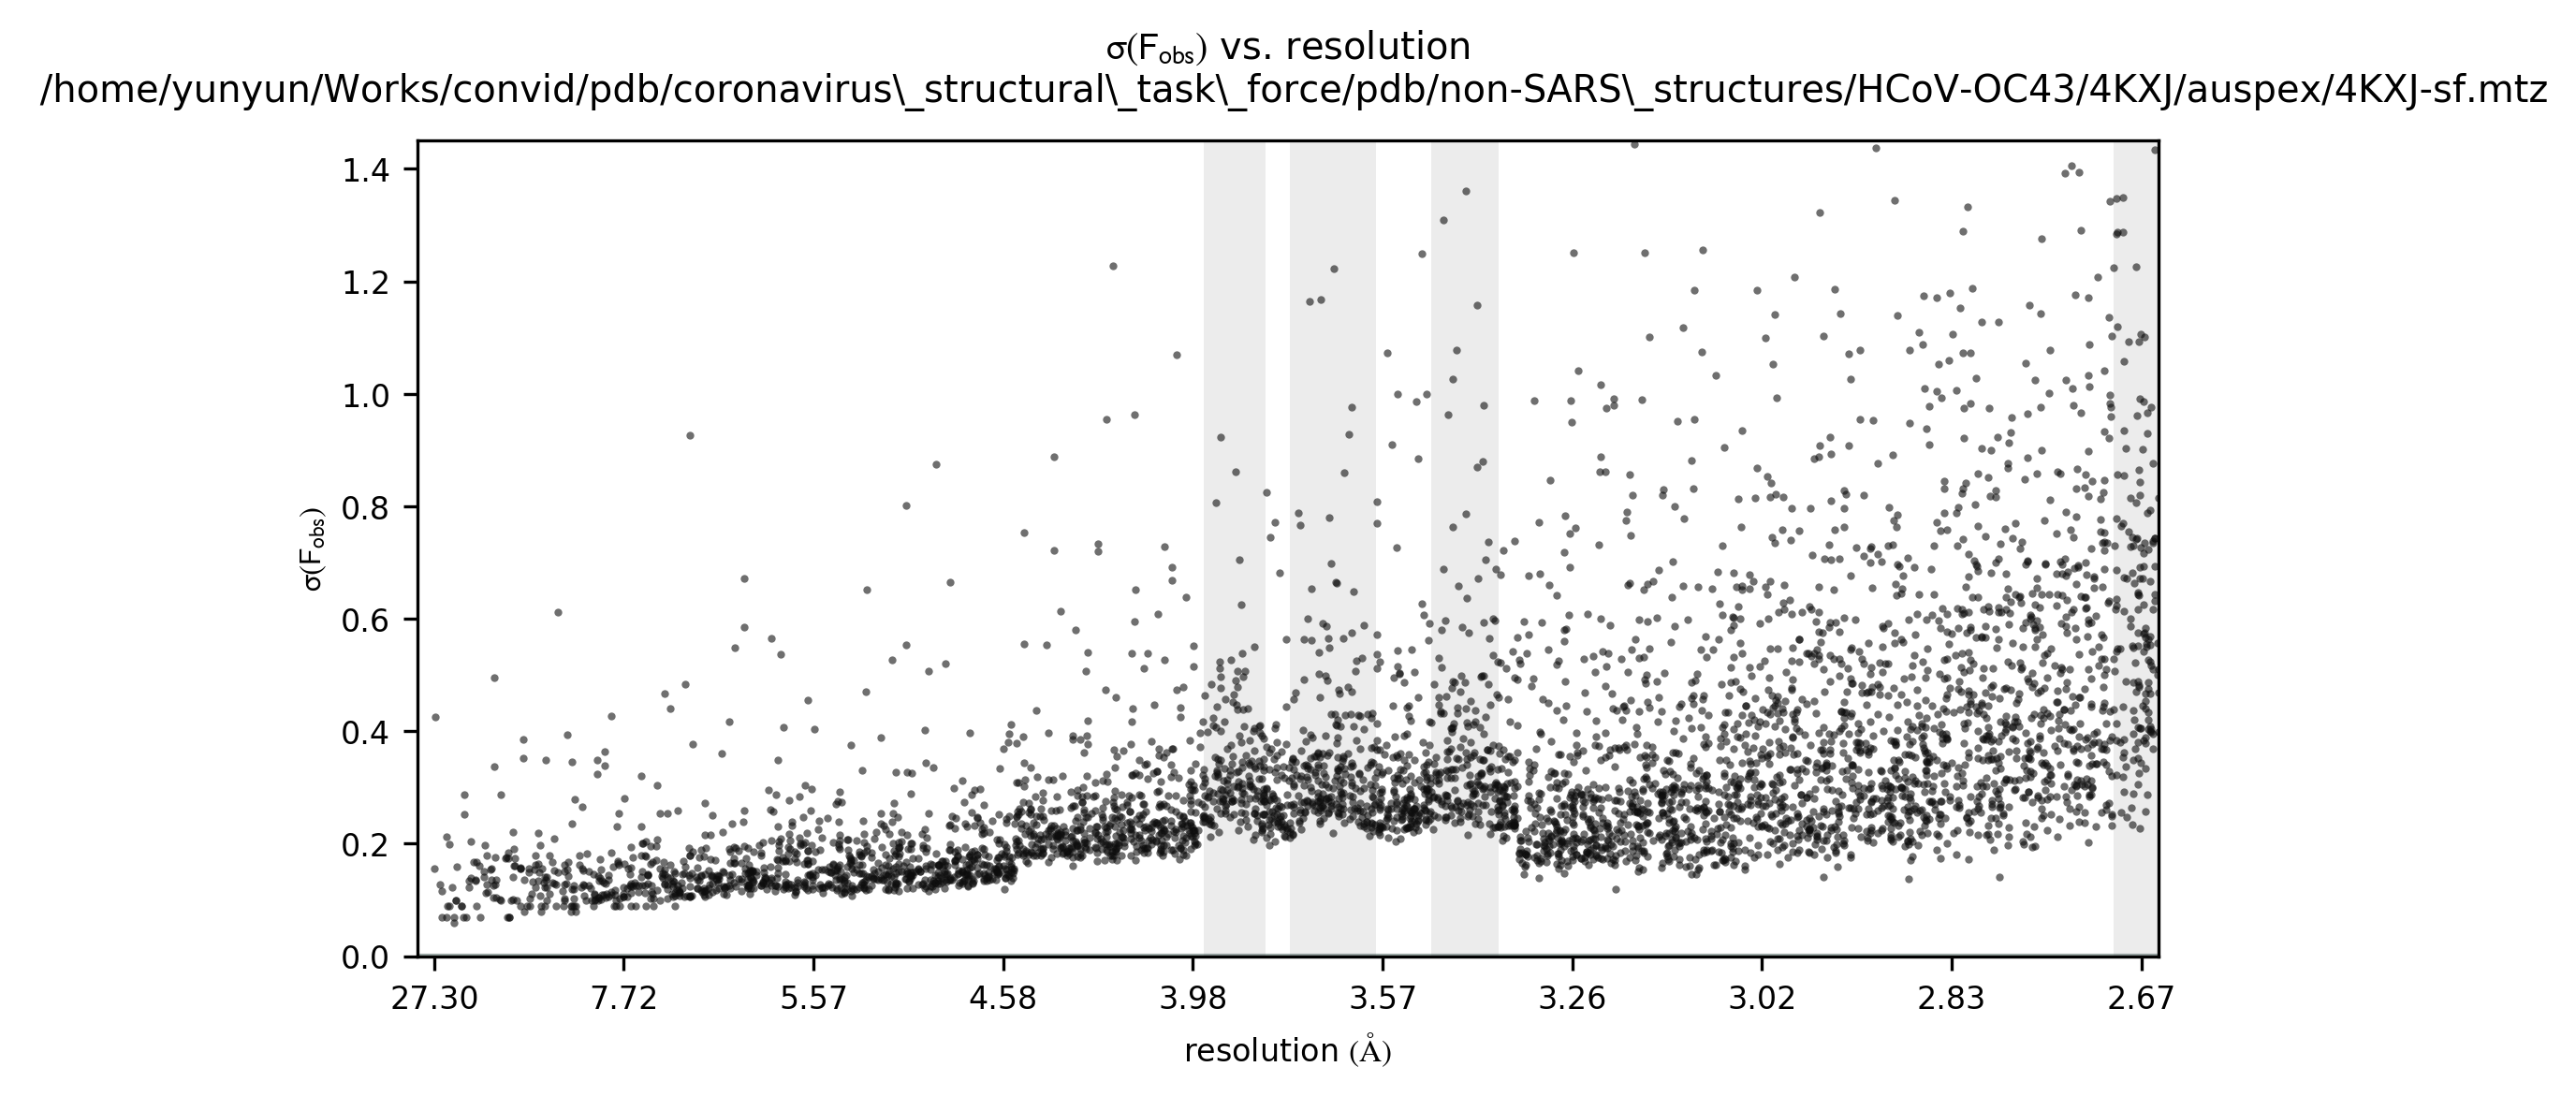 σ(Fobs) vs. resolution
/home/yunyun/Works/convid/pdb/coronavirus\_structural\_task\_force/pdb/non-SARS\_structures/HCoV-OC43/4KXJ/auspex/4KXJ-sf.mtz
1.4
1.2
1.0
0.8
σ(Fobs)
0.6
0.4
0.2
0.0
27.30 7.72 5.57 4.58 3.98 3.57 3.26 3.02 2.83 2.67
resolution (Å)